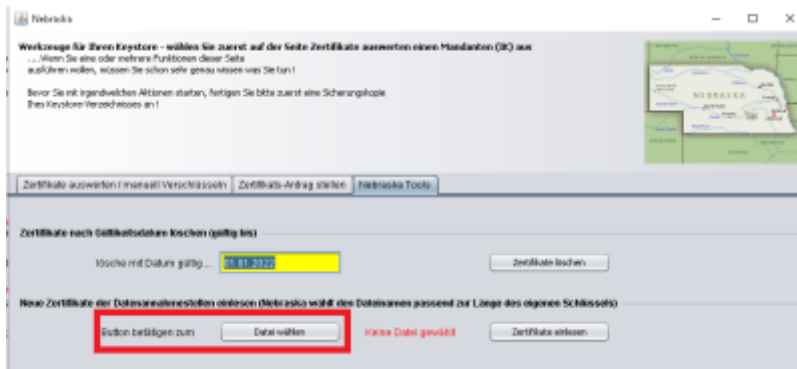 Nebraska
Werkzeuge für Ihren Keystore - wählen Sie zuerst auf der Seite Zertifikate auswerten einen Mandanten (IK) aus
....Wenn Sie eine oder mehrere Funktionen dieser Seite
ausführen wollen, müssen Sie schon sehr genau wissen was Sie tun !
Bevor Sie mit irgendwelchen Aktionen starten, fertigen Sie bitte zuerst eine Sicherungskopie
Ihres Keystore-Verzeichnisses an !
NEBRASKA
Zertifikate auswerten / manuell Verschlüsseln Zertifikats-Antrag stellen Nebraska Tools
Zertifikate nach Gültikeitsdatum löschen (gültig bis)
lösche mit Datum gültig... 01.01.2022 Zertifikate löschen
Neue Zertifikate der Datenannahmestellen einlesen (Nebraska wählt den Dateinamen passend zur Länge des eigenen Schlüssels)
Button betätigen zum Datei wählen Keine Datei gewählt Zertifikate einlesen